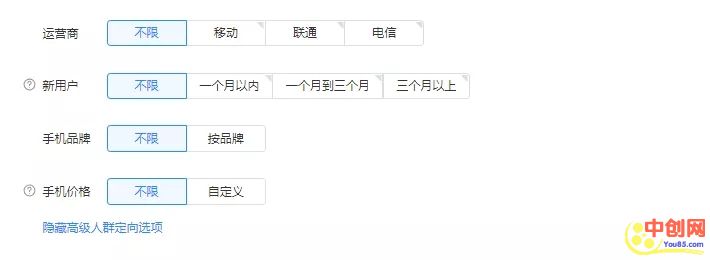 运营商 不限 移动 联通 电信
? 新用户 不限 一个月以内 一个月到三个月 三个月以上
手机品牌 不限 按品牌
? 手机价格 不限 自定义
隐藏高级人群定向选项
中创网
You85.com